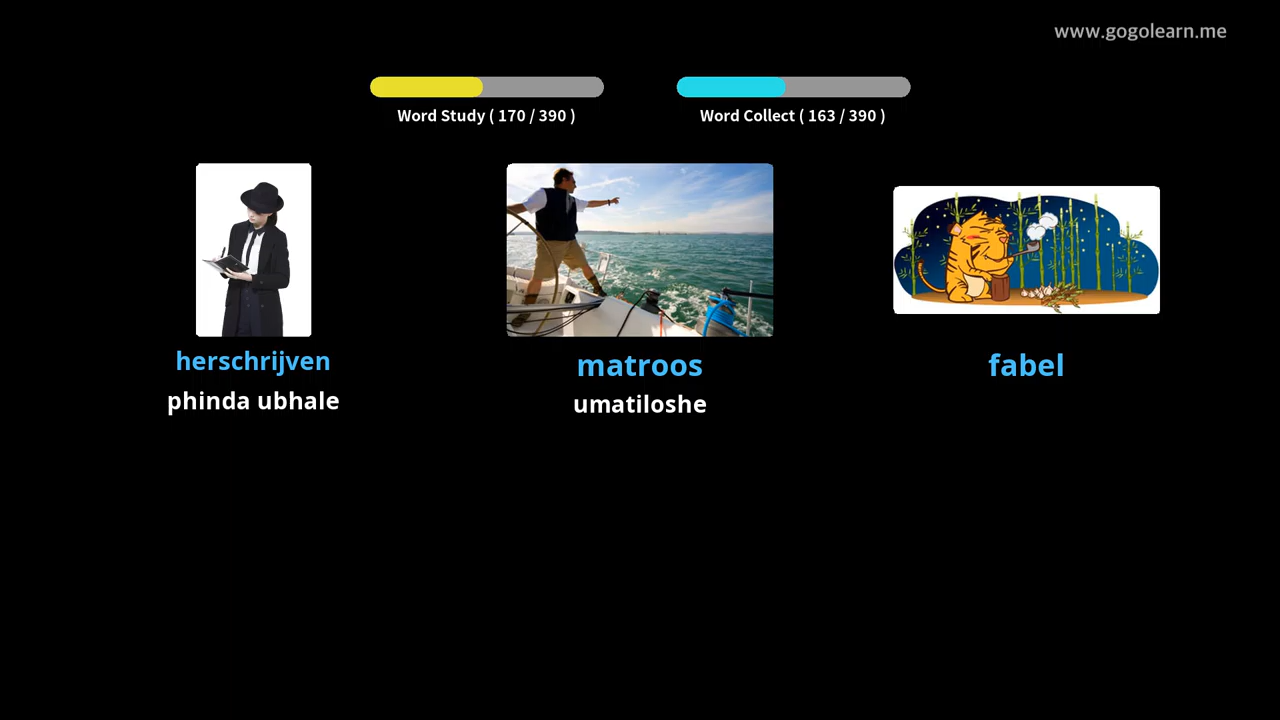 www.gogolearn.me
Word Study ( 170 / 390 )
Word Collect ( 163 / 390 )
herschrijven
phinda ubhale
matroos
umatiloshe
fabel